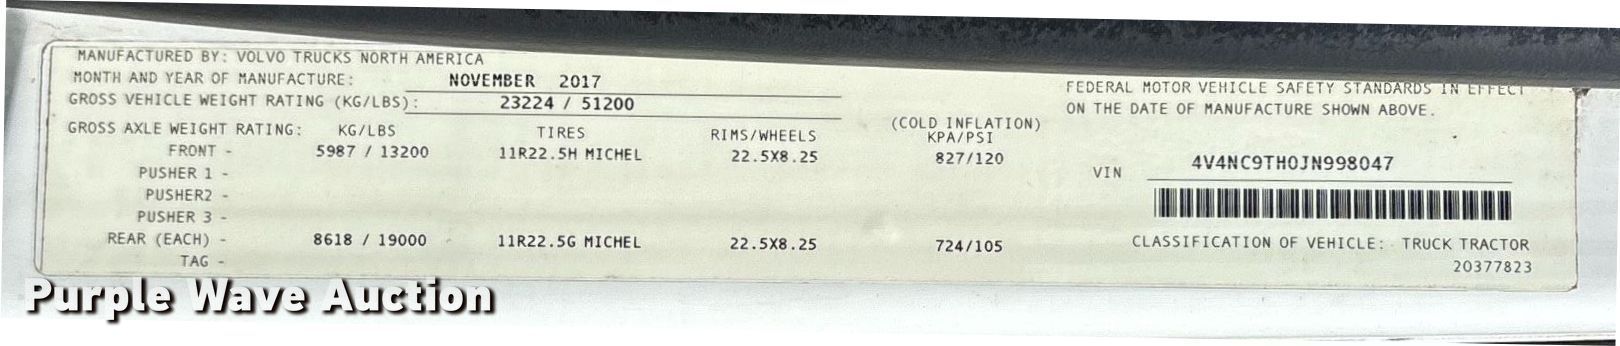 MANUFACTURED BY: VOLVO TRUCKS NORTH AMERICA
MONTH AND YEAR OF MANUFACTURE: NOVEMBER 2017
GROSS VEHICLE WEIGHT RATING (KG/LBS): 23224 / 51200
GROSS AXLE WEIGHT RATING: KG/LBS TIRES RIMS/WHEELS (COLD INFLATION) KPA/PSI
FRONT - 5987 / 13200 11R22.5H MICHEL 22.5X8.25 827/120
PUSHER 1 -
PUSHER2 -
PUSHER 3 -
REAR (EACH) - 8618 / 19000 11R22.5G MICHEL 22.5X8.25 724/105
TAG -
FEDERAL MOTOR VEHICLE SAFETY STANDARDS IN EFFECT
ON THE DATE OF MANUFACTURE SHOWN ABOVE.
VIN 4V4NC9TH0JN998047
CLASSIFICATION OF VEHICLE: TRUCK TRACTOR
20377823
Purple Wave Auction